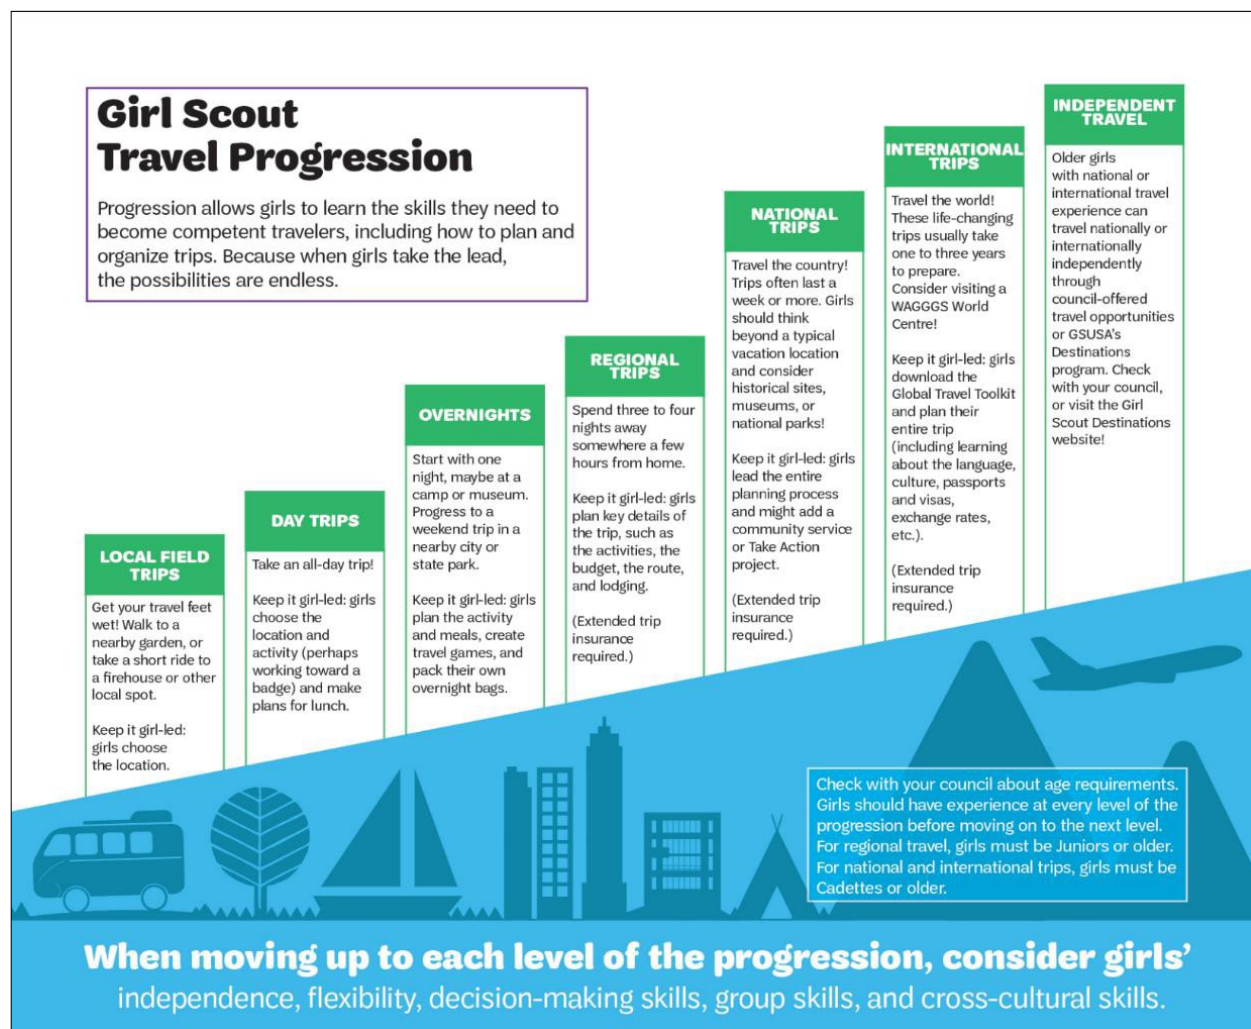 Girl Scout
Travel Progression
Progression allows girls to learn the skills they need to
become competent travelers, including how to plan and
organize trips. Because when girls take the lead,
the possibilities are endless.
LOCAL FIELD
TRIPS
Get your travel feet
wet! Walk to a
nearby garden, or
take a short ride to
a firehouse or other
local spot.
Keep it girl-led:
girls choose
the location.
DAY TRIPS
Take an all-day trip!
Keep it girl-led: girls
choose the
location and
activity (perhaps
working toward a
badge) and make
plans for lunch.
OVERNIGHTS
Start with one
night, maybe at a
camp or museum.
Progress to a
weekend trip in a
nearby city or
state park.
Keep it girl-led: girls
plan the activity
and meals, create
travel games, and
pack their own
overnight bags.
REGIONAL
TRIPS
Spend three to four
nights away
somewhere a few
hours from home.
Keep it girl-led: girls
plan key details of
the trip, such as
the activities, the
budget, the route,
and lodging.
(Extended trip
insurance
required.)
NATIONAL
TRIPS
Travel the country!
Trips often last a
week or more. Girls
should think
beyond a typical
vacation location
and consider
historical sites,
museums, or
national parks!
Keep it girl-led: girls
lead the entire
planning process
and might add a
community service
or Take Action
project.
(Extended trip
insurance
required.)
INTERNATIONAL
TRIPS
Travel the world!
These life-changing
trips usually take
one to three years
to prepare.
Consider visiting a
WAGGGS World
Centre!
Keep it girl-led: girls
download the
Global Travel Toolkit
and plan their
entire trip
(including learning
about the language,
culture, passports
and visas,
exchange rates,
etc.).
(Extended trip
insurance
required.)
INDEPENDENT
TRAVEL
Older girls
with national or
international travel
experience can
travel nationally or
internationally
independently
through
council-offered
travel opportunities
or GSUSA's
Destinations
program. Check
with your council,
or visit the Girl
Scout Destinations
website!
Check with your council about age requirements.
Girls should have experience at every level of the
progression before moving on to the next level.
For regional travel, girls must be Juniors or older.
For national and international trips, girls must be
Cadettes or older.
When moving up to each level of the progression, consider girls'
independence, flexibility, decision-making skills, group skills, and cross-cultural skills.